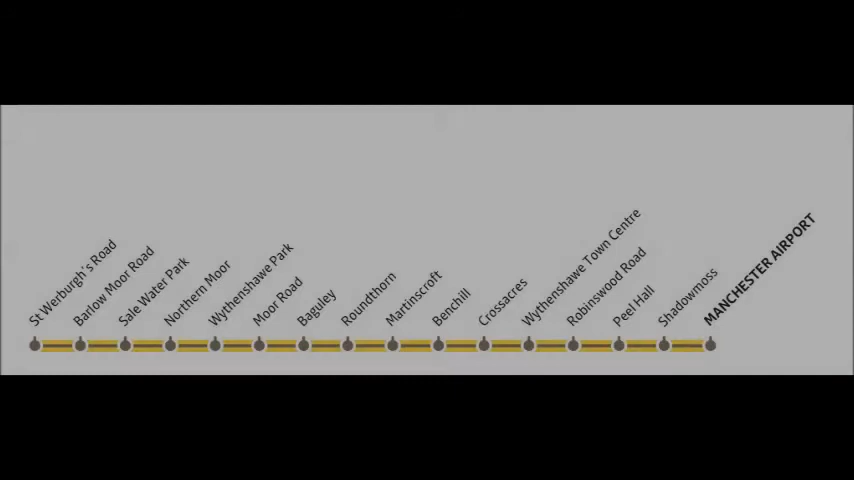 St Werburgh's Road
Barlow Moor Road
Sale Water Park
Northern Moor
Wythenshawe Park
Moor Road
Baguley
Roundthorn
Martinscroft
Benchill
Crossacres
Wythenshawe Town Centre
Robinswood Road
Peel Hall
Shadowmoss
MANCHESTER AIRPORT